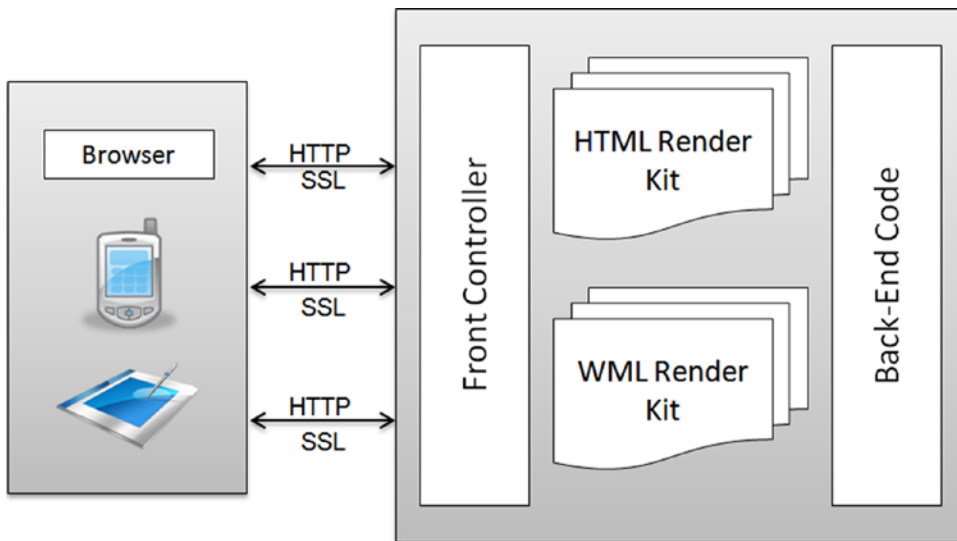 Browser
HTTP
SSL
HTTP
SSL
HTTP
SSL
Front Controller
HTML Render
Kit
WML Render
Kit
Back-End Code